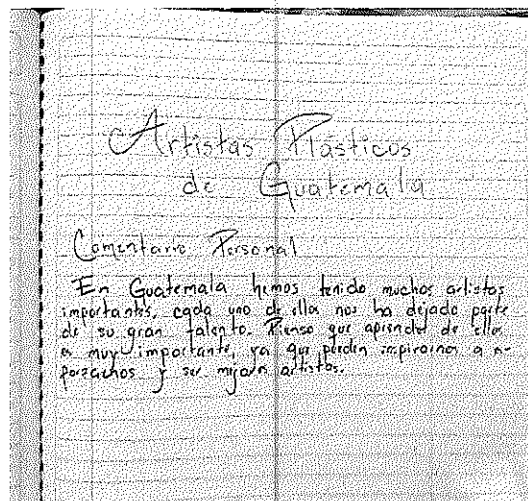 Artistas Plásticos
de Guatemala
Comentario Personal
En Guatemala hemos tenido muchos artistas
importantes, cada uno de ellos nos ha dejado parte
de su gran talento. Pienso que aprender de ellos
es muy importante, ya que pueden inspirarnos a
y ser mejores artistas.